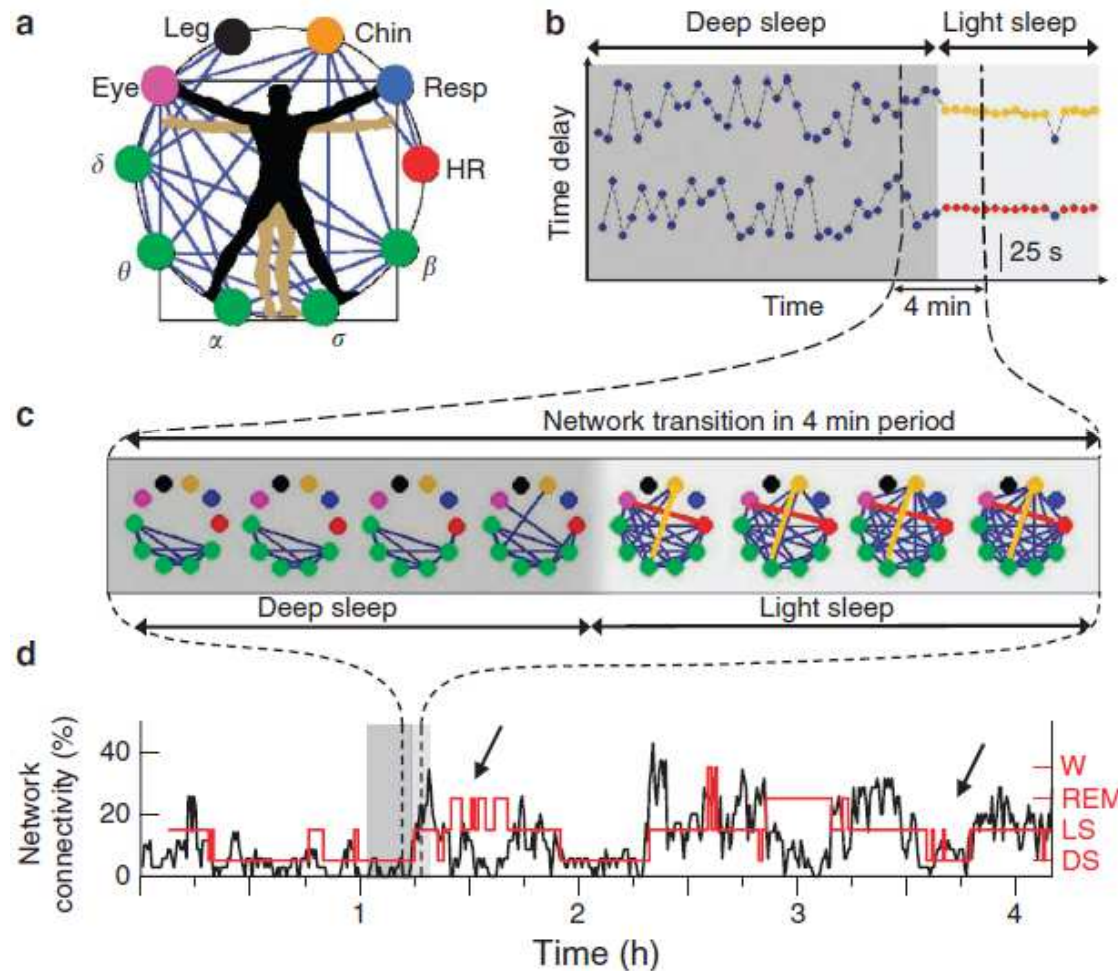 a
Leg
Chin
Eye
Resp
δ
HR
θ
β
α
σ
b
Deep sleep
Light sleep
Time delay
25 s
Time
4 min
c
Network transition in 4 min period
Deep sleep
Light sleep
d
Network
connectivity (%)
40
20
0
W
REM
LS
DS
1
2
3
4
Time (h)